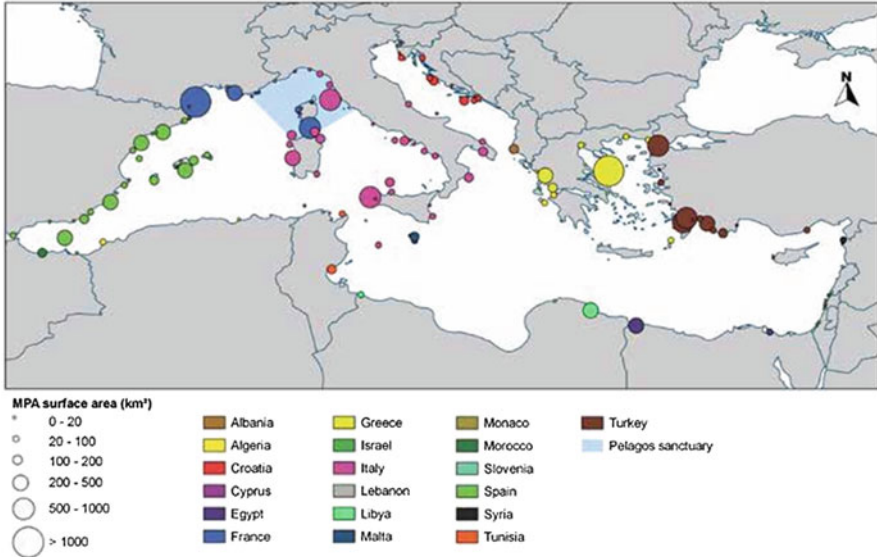 N
MPA surface area (km²)
0 - 20
20 - 100
100 - 200
200 - 500
500 - 1000
> 1000
Albania
Algeria
Croatia
Cyprus
Egypt
France
Greece
Israel
Italy
Lebanon
Libya
Malta
Monaco
Morocco
Slovenia
Spain
Syria
Tunisia
Turkey
Pelagos sanctuary